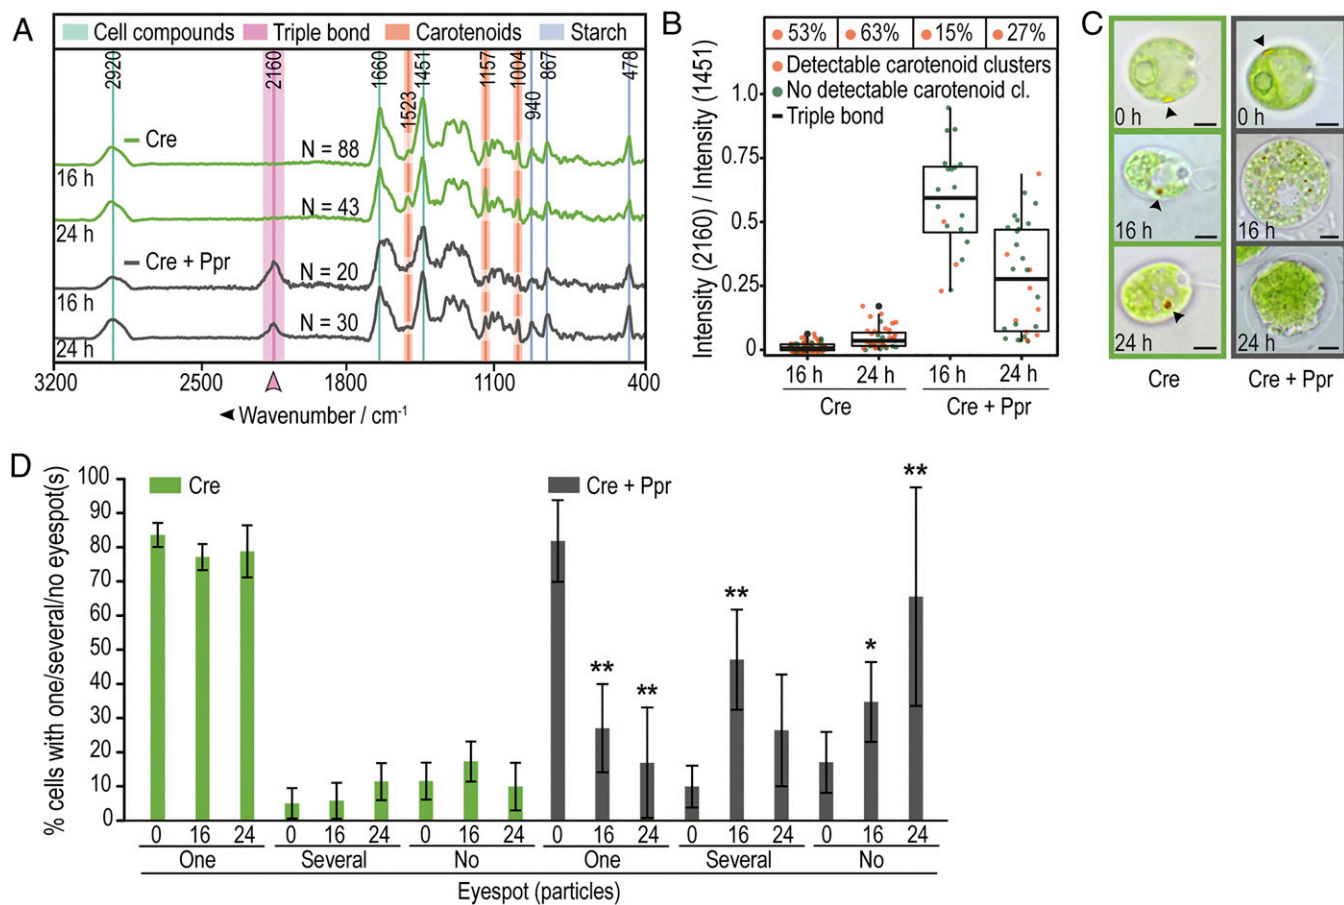 A
Cell compounds Triple bond Carotenoids Starch
2920 2160 1660 1523 1451 1157 1004 940 867 478
Cre
N = 88
16 h
N = 43
24 h
Cre + Ppr
N = 20
16 h
N = 30
24 h
3200 2500 1800 1100 400
Wavenumber / cm⁻¹
B
53% 63% 15% 27%
Detectable carotenoid clusters
No detectable carotenoid cl.
Triple bond
Intensity (2160) / Intensity (1451)
1.0
0.75
0.5
0.25
0
16 h 24 h 16 h 24 h
Cre Cre + Ppr
C
0 h 0 h
16 h 16 h
24 h 24 h
Cre Cre + Ppr
D
% cells with one/several/no eyespot(s)
100
90
80
70
60
50
40
30
20
10
0
Cre Cre + Ppr
** ** ** * **
0 16 24 0 16 24 0 16 24 0 16 24 0 16 24 0 16 24
One Several No One Several No
Eyespot (particles)